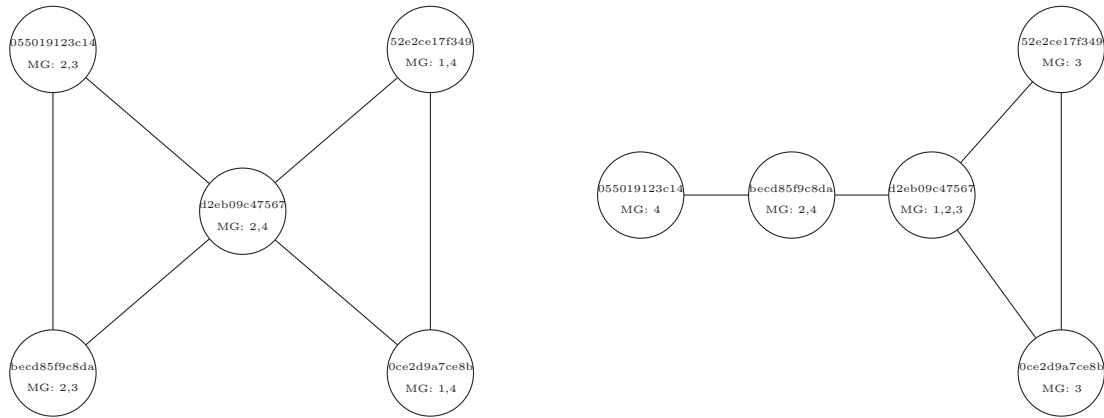 055019123c14
MG: 2,3
52e2ce17f349
MG: 1,4
d2eb09c47567
MG: 2,4
becd85f9c8da
MG: 2,3
0ce2d9a7ce8b
MG: 1,4
52e2ce17f349
MG: 3
055019123c14
MG: 4
becd85f9c8da
MG: 2,4
d2eb09c47567
MG: 1,2,3
0ce2d9a7ce8b
MG: 3